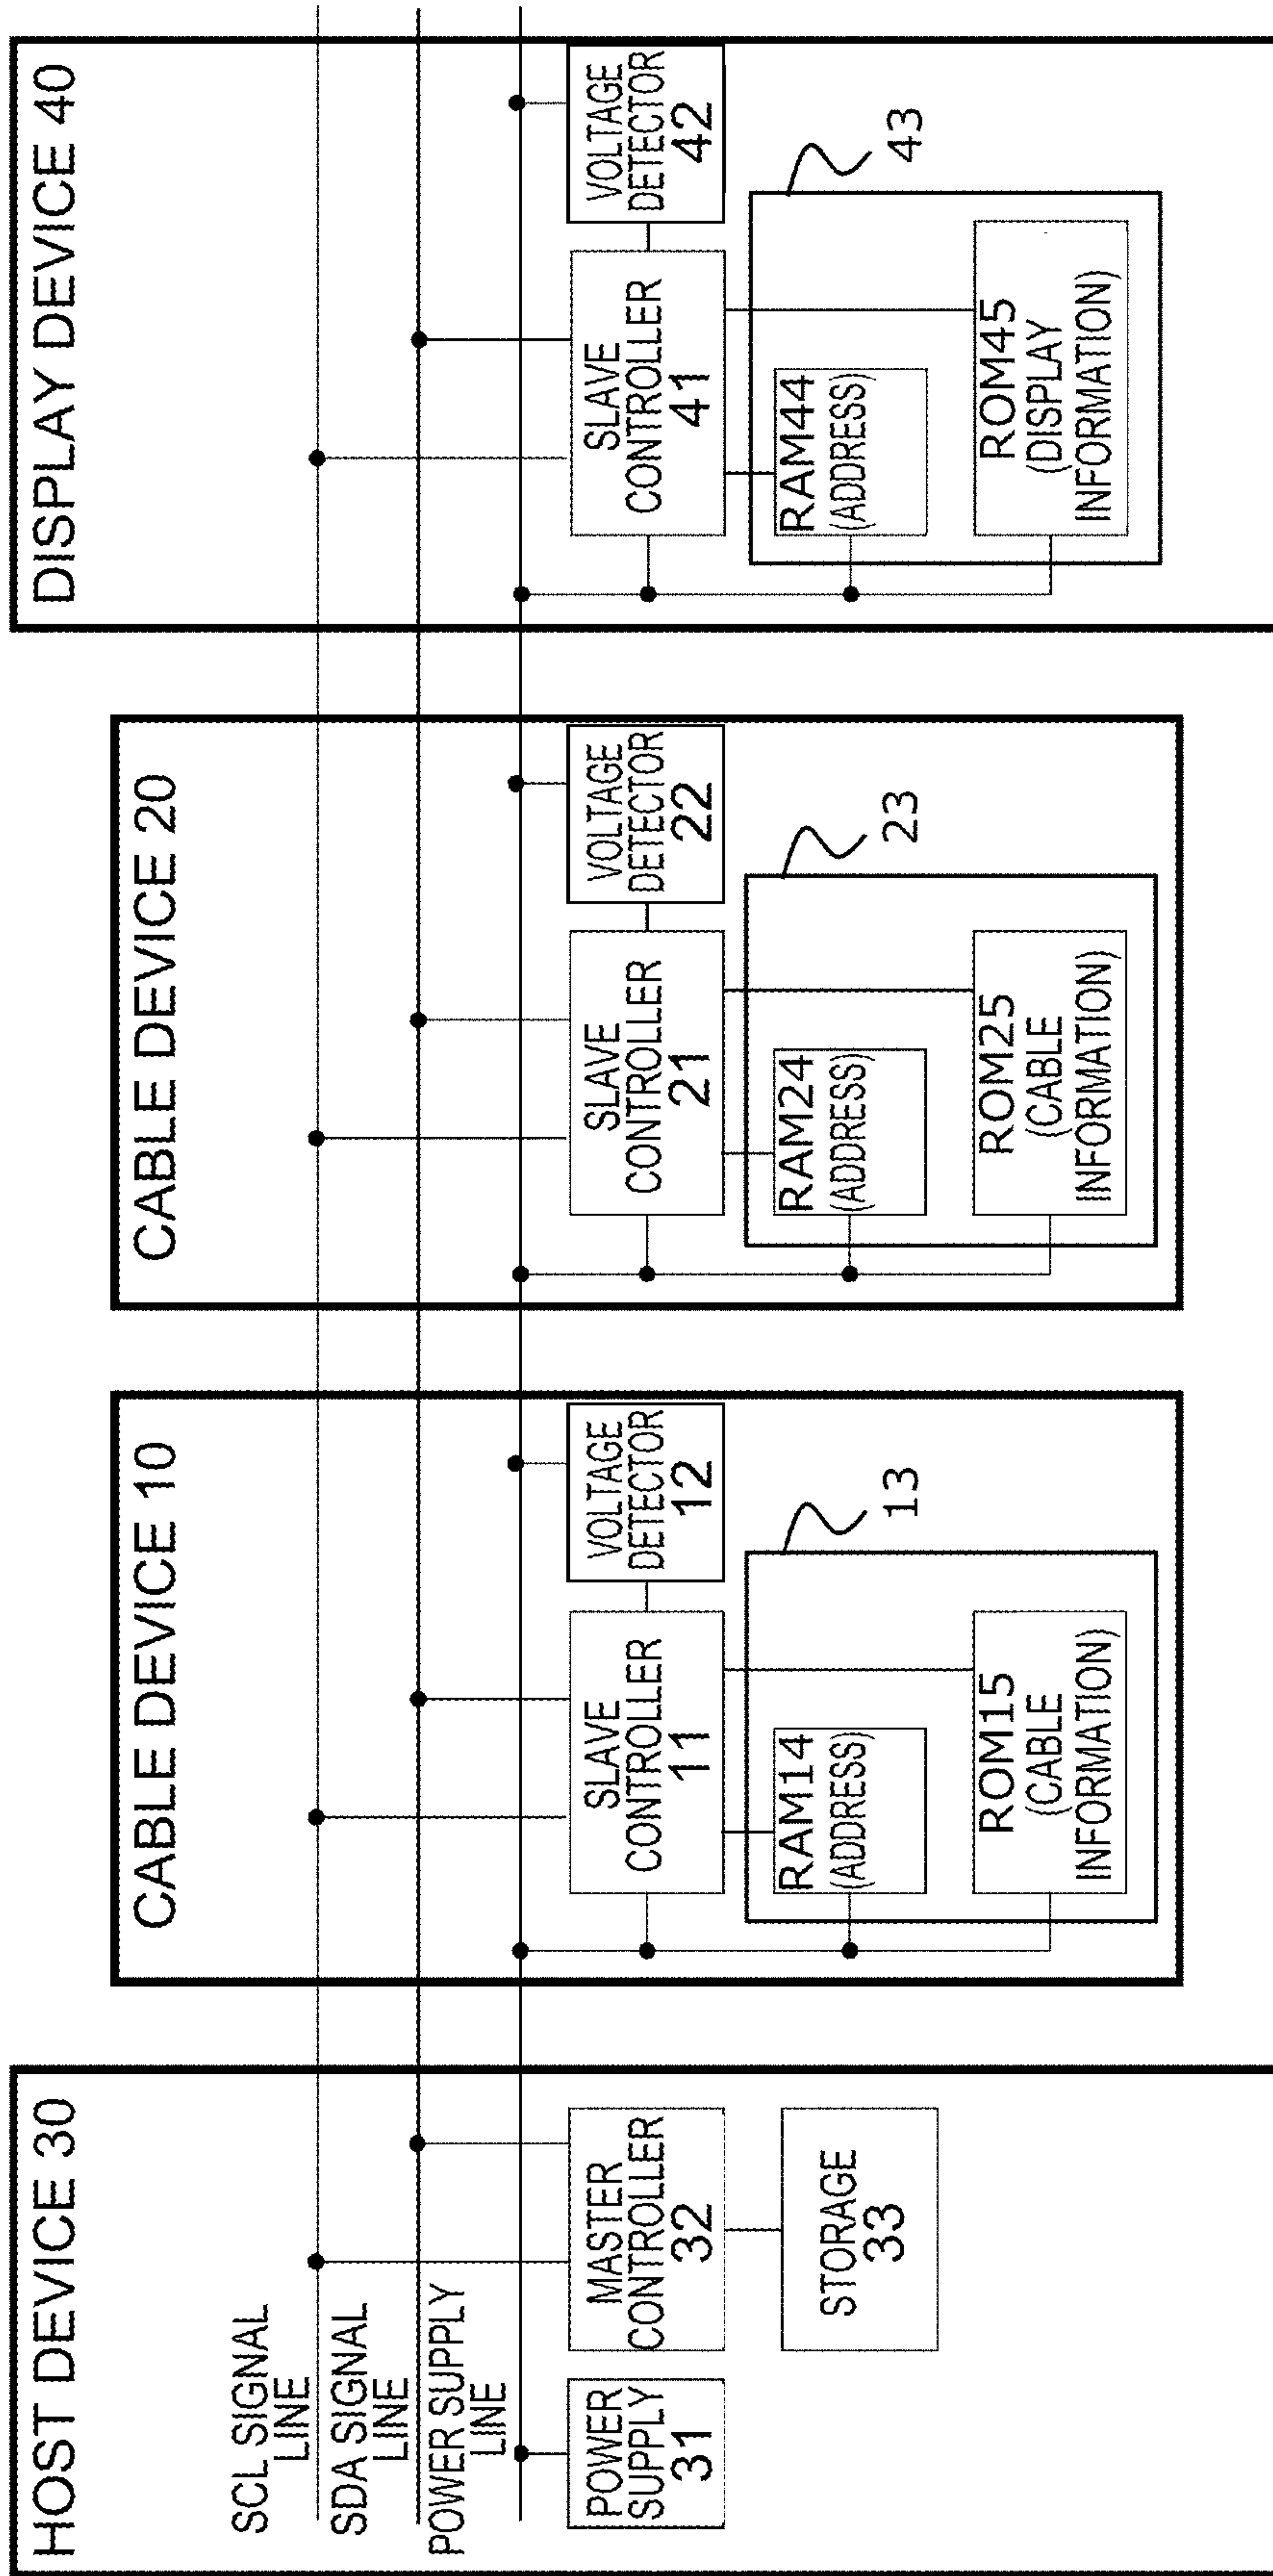 HOST DEVICE 30
SCL SIGNAL
LINE
SDA SIGNAL
LINE
POWER SUPPLY
LINE
POWER
SUPPLY
31
MASTER
CONTROLLER
32
STORAGE
33
CABLE DEVICE 10
SLAVE
CONTROLLER
11
VOLTAGE
DETECTOR
12
13
RAM14
(ADDRESS)
ROM15
(CABLE
INFORMATION)
CABLE DEVICE 20
SLAVE
CONTROLLER
21
VOLTAGE
DETECTOR
22
23
RAM24
(ADDRESS)
ROM25
(CABLE
INFORMATION)
DISPLAY DEVICE 40
SLAVE
CONTROLLER
41
VOLTAGE
DETECTOR
42
43
RAM44
(ADDRESS)
ROM45
(DISPLAY
INFORMATION)